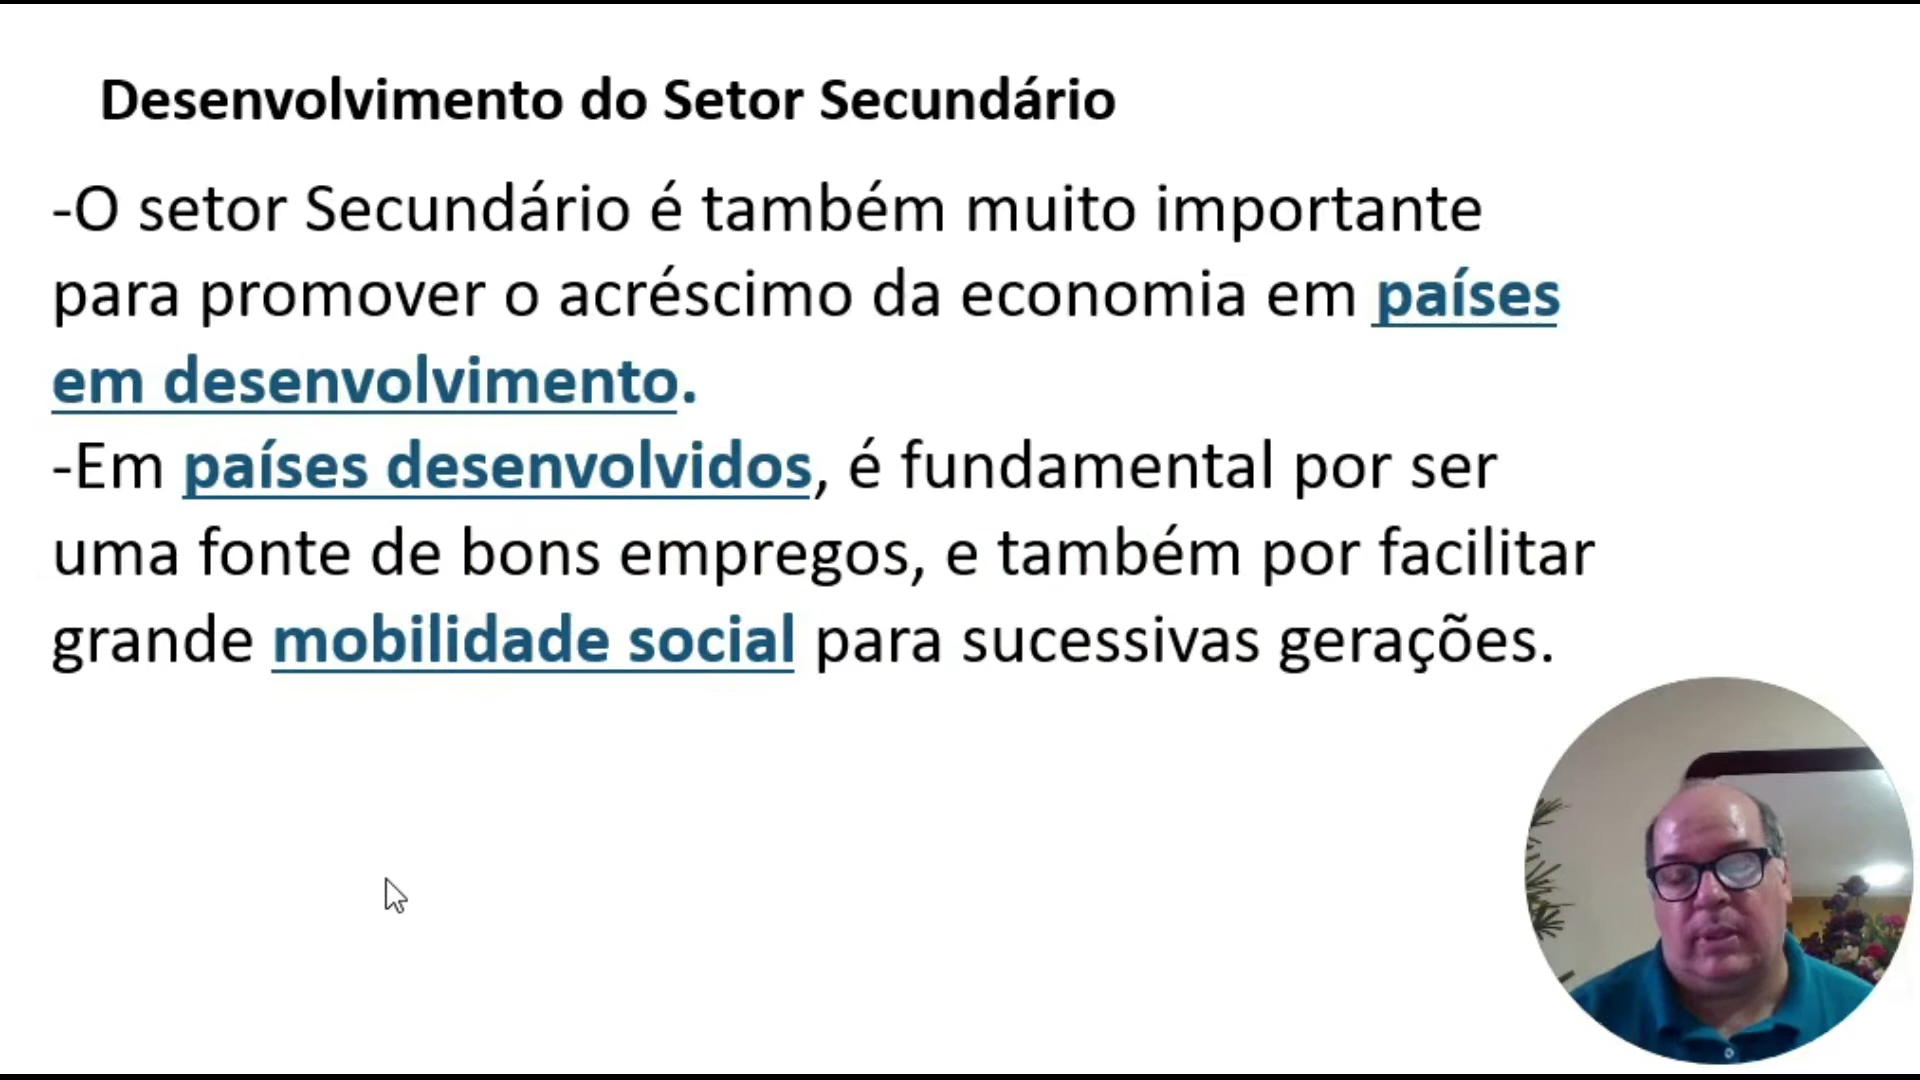 Desenvolvimento do Setor Secundário
-O setor Secundário é também muito importante
para promover o acréscimo da economia em países
em desenvolvimento.
-Em países desenvolvidos, é fundamental por ser
uma fonte de bons empregos, e também por facilitar
grande mobilidade social para sucessivas gerações.